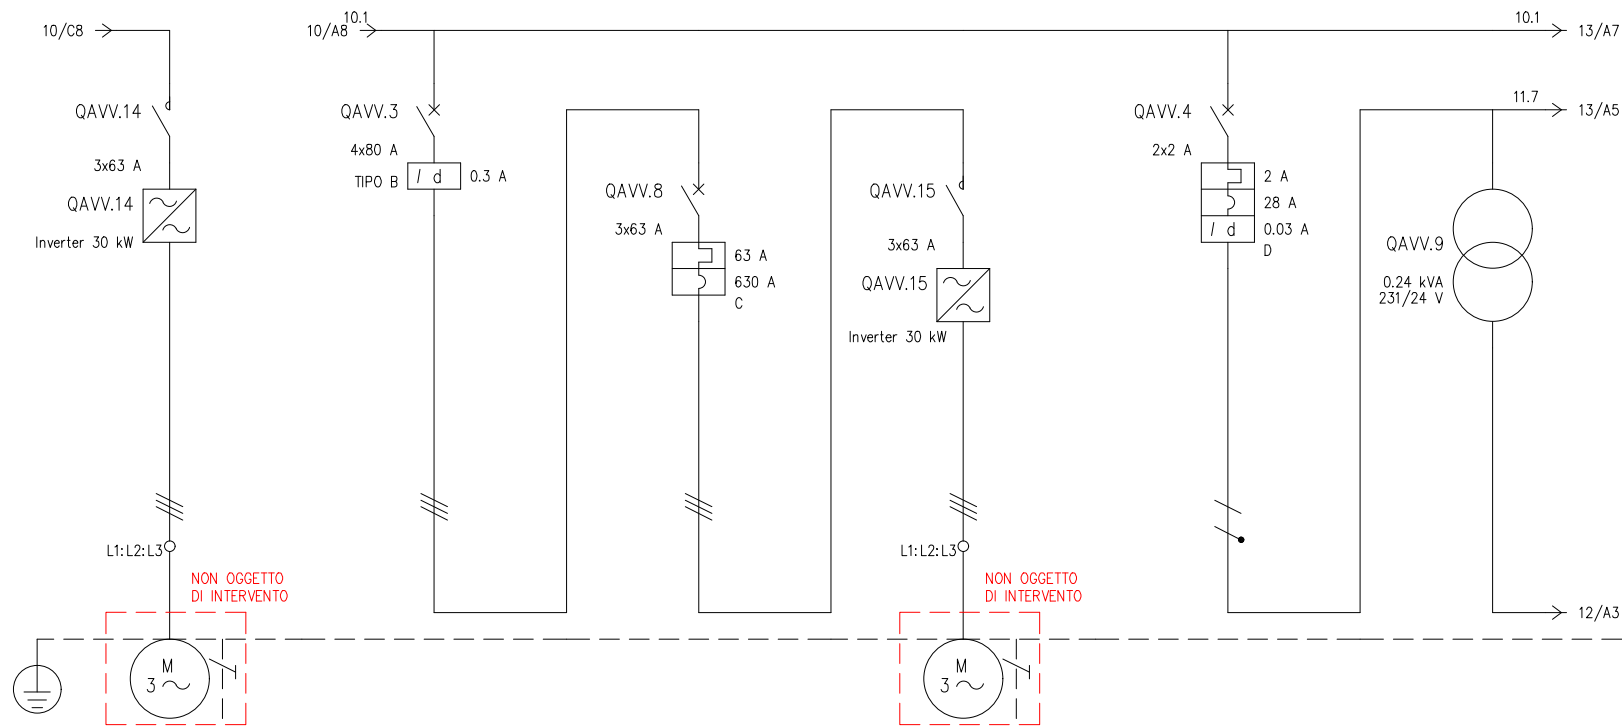 10/C8
10/A8
10.1
10.1
13/A7
QAVV.14
3x63 A
QAVV.14
Inverter 30 kW
L1:L2:L3
NON OGGETTO
DI INTERVENTO
M
3
QAVV.3
4x80 A
TIPO B
I d
0.3 A
QAVV.8
3x63 A
63 A
630 A
C
QAVV.15
3x63 A
QAVV.15
Inverter 30 kW
L1:L2:L3
NON OGGETTO
DI INTERVENTO
M
3
QAVV.4
2x2 A
2 A
28 A
I d
0.03 A
D
11.7
13/A5
QAVV.9
0.24 kVA
231/24 V
12/A3